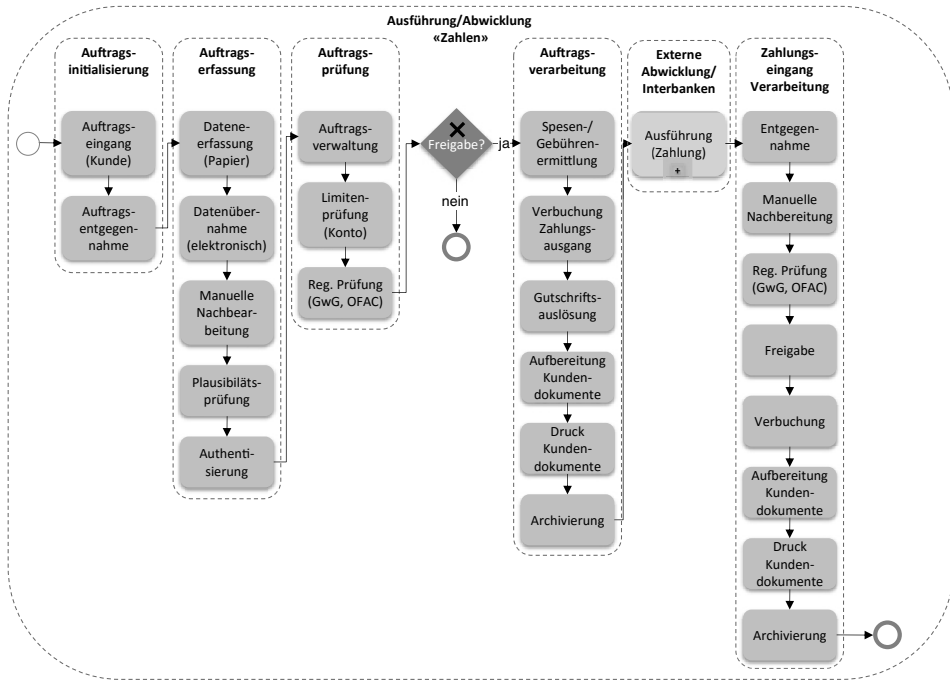 Ausführung/Abwicklung
«Zahlen»
Auftrags-
initialisierung
Auftrags-
eingang
(Kunde)
Auftrags-
entgegen-
nahme
Auftrags-
erfassung
Datene-
erfassung
(Papier)
Datenüber-
nahme
(elektronisch)
Manuelle
Nachbear-
beitung
Plausibiläts-
prüfung
Authenti-
sierung
Auftrags-
prüfung
Auftrags-
verwaltung
Limiten-
prüfung
(Konto)
Reg. Prüfung
(GwG, OFAC)
Freigabe?
ja
nein
Auftrags-
verarbeitung
Spesen-/
Gebühren-
ermittlung
Verbuchung
Zahlungs-
ausgang
Gutschrifts-
auslösung
Aufbereitung
Kunden-
dokumente
Druck
Kunden-
dokumente
Archivierung
Externe
Abwicklung/
Interbanken
Ausführung
(Zahlung)
+
Zahlungs-
eingang
Verarbeitung
Entgegen-
nahme
Manuelle
Nachbereitung
Reg. Prüfung
(GwG, OFAC)
Freigabe
Verbuchung
Aufbereitung
Kunden-
dokumente
Druck
Kunden-
dokumente
Archivierung